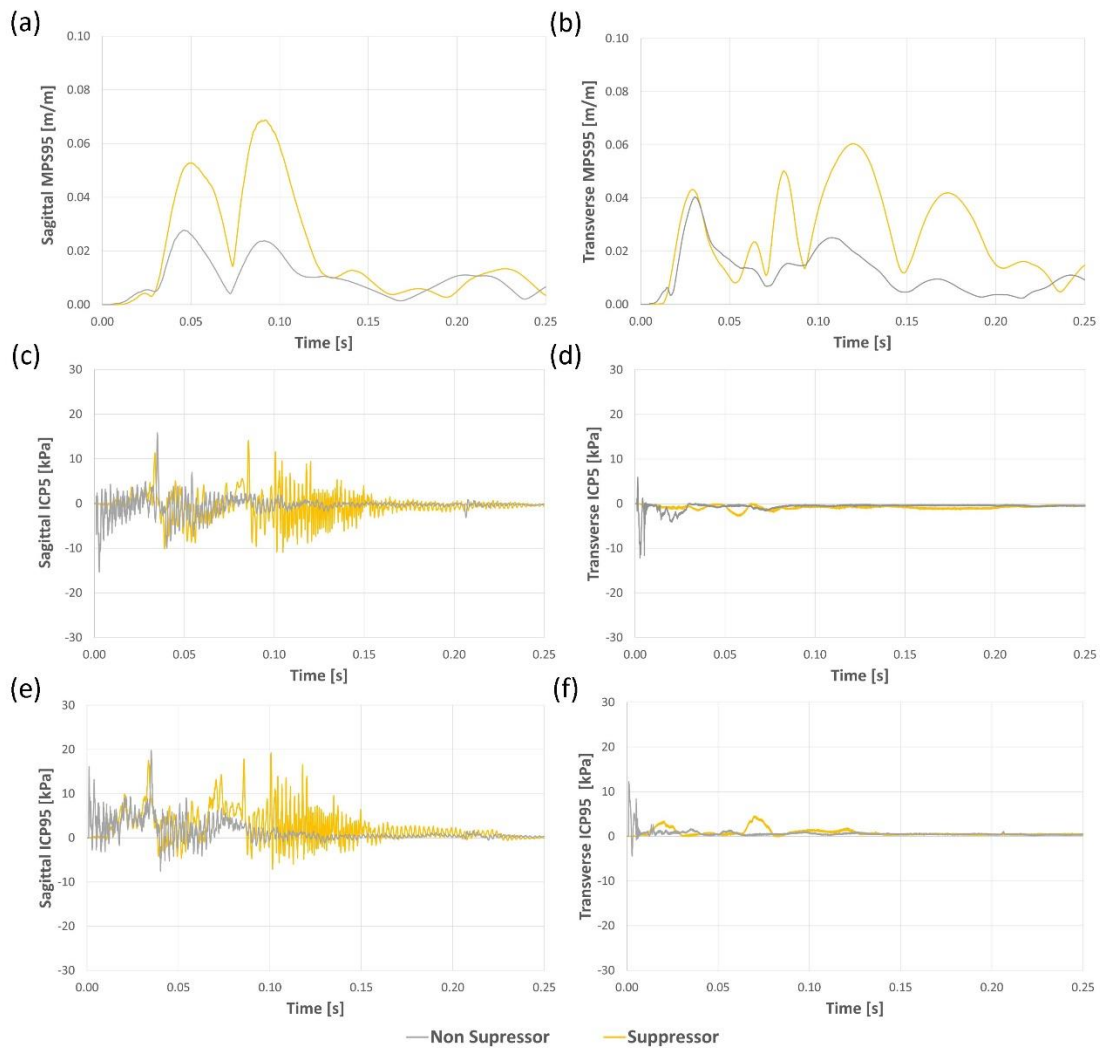 (a)
Sagittal MPS95 [m/m]
0.10
0.08
0.06
0.04
0.02
0.00
0.00 0.05 0.10 0.15 0.20 0.25
Time [s]
(b)
Transverse MPS95 [m/m]
0.10
0.08
0.06
0.04
0.02
0.00
0.00 0.05 0.10 0.15 0.20 0.25
Time [s]
(c)
Sagittal ICP5 [kPa]
30
20
10
0
-10
-20
-30
0.00 0.05 0.10 0.15 0.20 0.25
Time [s]
(d)
Transverse ICP5 [kPa]
30
20
10
0
-10
-20
-30
0.00 0.05 0.10 0.15 0.20 0.25
Time [s]
(e)
Sagittal ICP95 [kPa]
30
20
10
0
-10
-20
-30
0.00 0.05 0.10 0.15 0.20 0.25
Time [s]
(f)
Transverse ICP95 [kPa]
30
20
10
0
-10
-20
-30
0.00 0.05 0.10 0.15 0.20 0.25
Time [s]
Non Supressor Suppressor